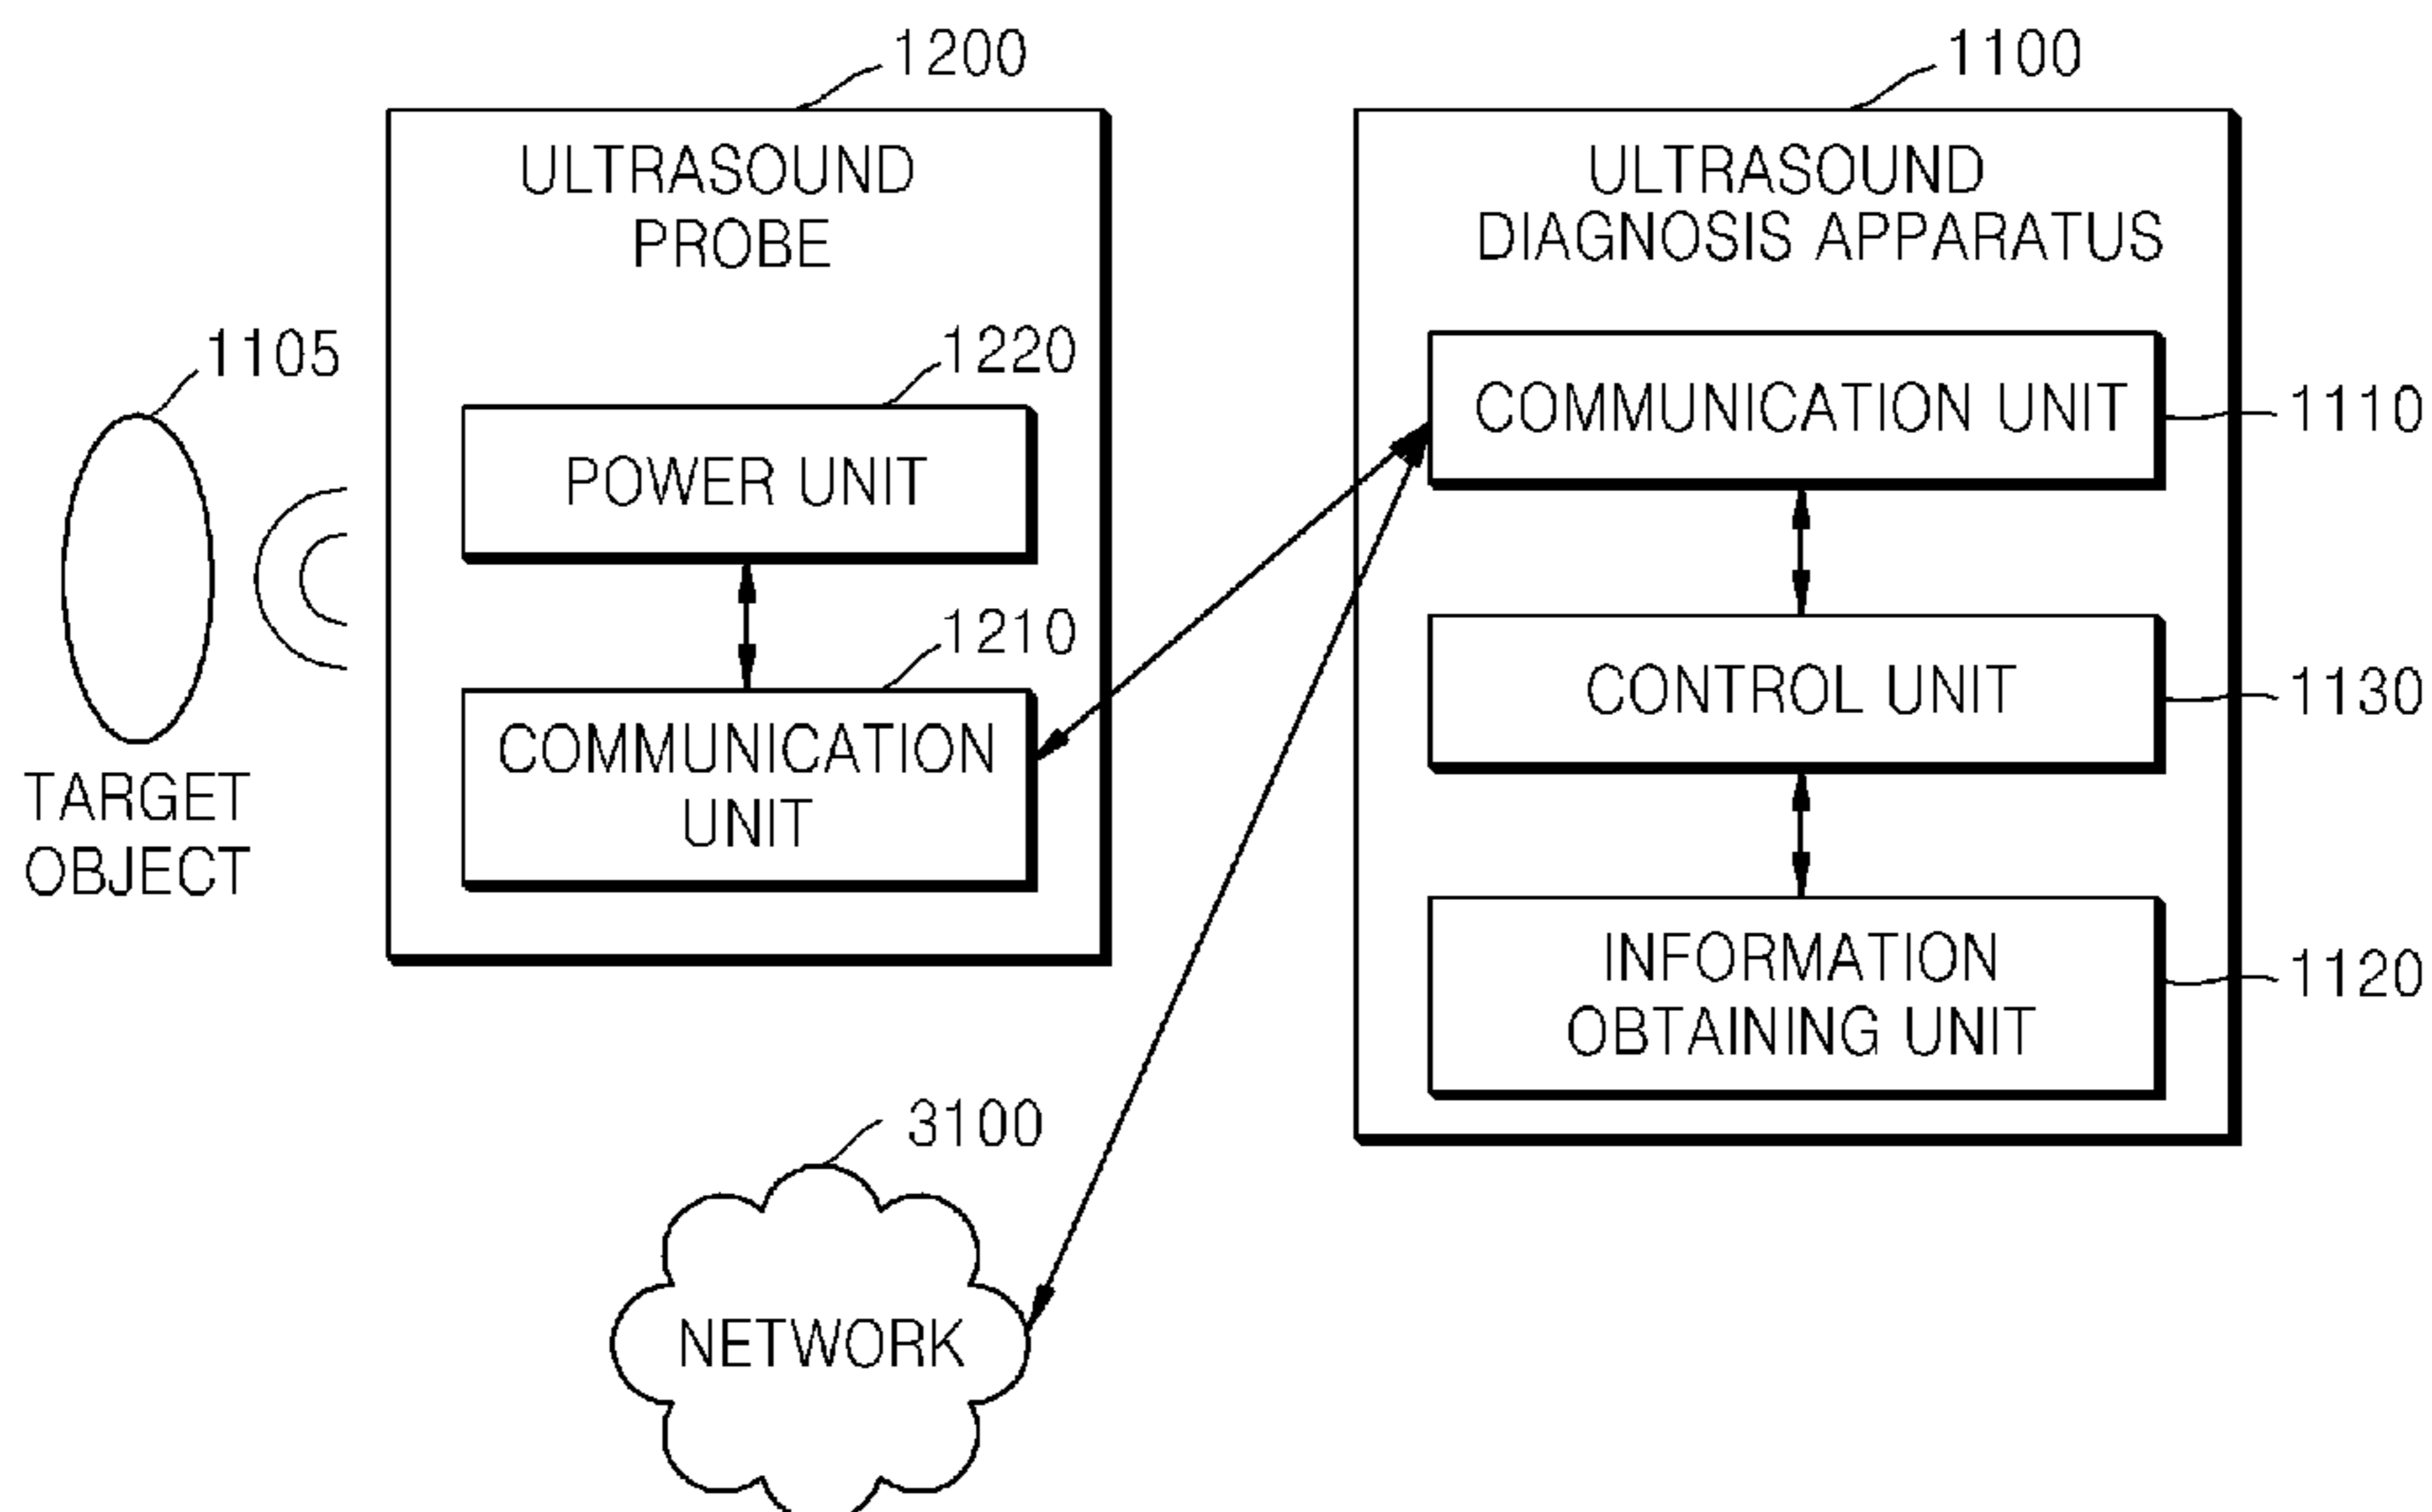 1200
1100
ULTRASOUND
PROBE
ULTRASOUND
DIAGNOSIS APPARATUS
1105
1220
POWER UNIT
COMMUNICATION UNIT
1110
1210
COMMUNICATION
UNIT
CONTROL UNIT
1130
TARGET
OBJECT
INFORMATION
OBTAINING UNIT
1120
3100
NETWORK